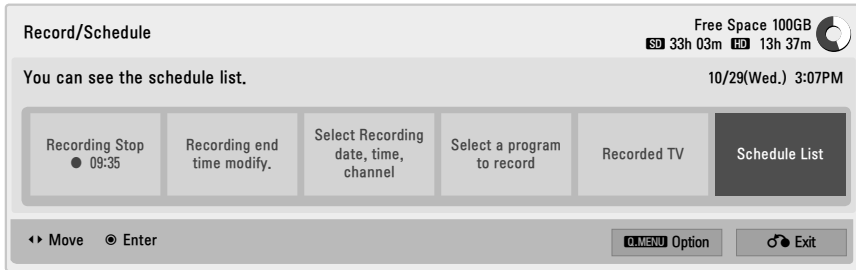 Record/Schedule
Free Space 100GB
SD 33h 03m HD 13h 37m
You can see the schedule list.
10/29(Wed.) 3:07PM
Recording Stop
● 09:35
Recording end
time modify.
Select Recording
date, time,
channel
Select a program
to record
Recorded TV
Schedule List
Move
Enter
Q.MENU Option
Exit